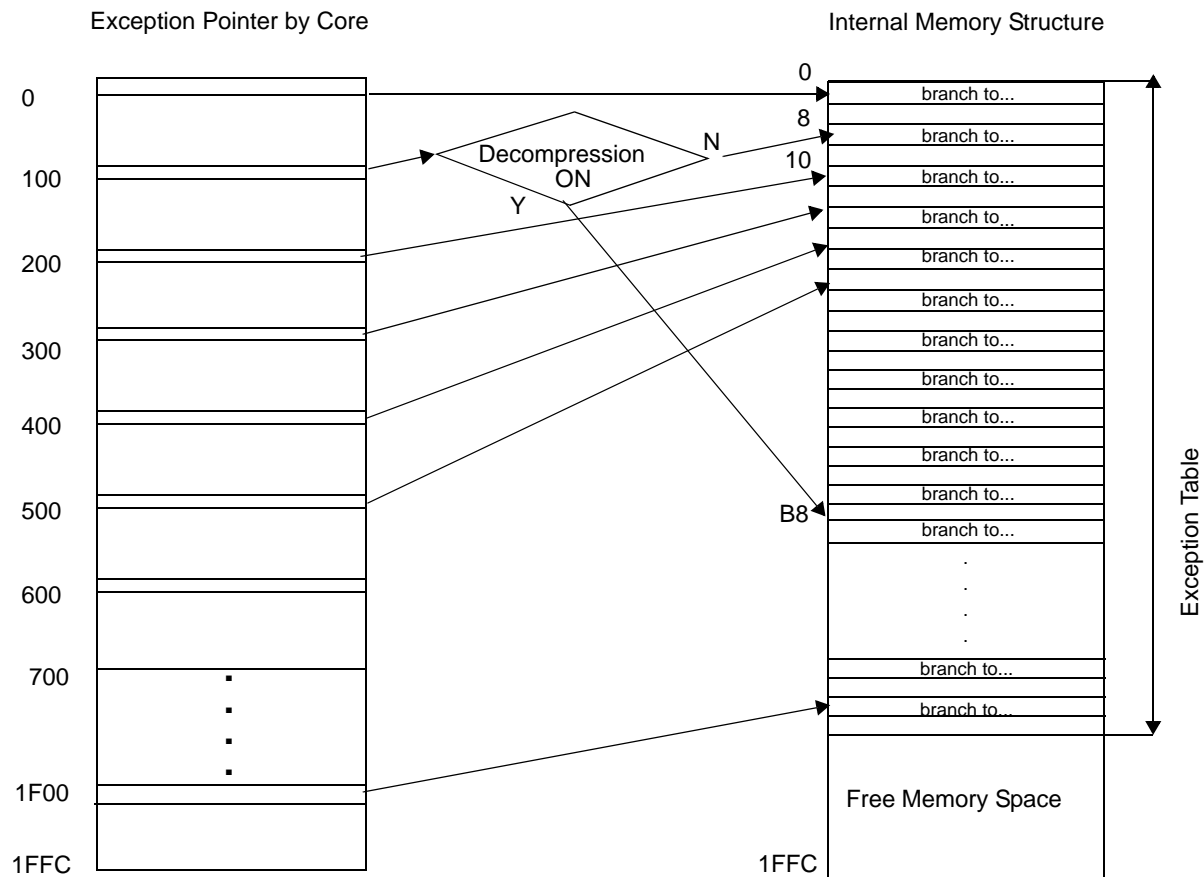 Exception Pointer by Core
Internal Memory Structure
0
100
200
300
400
500
600
700
1F00
1FFC
Decompression
ON
N
Y
0
8
10
B8
1FFC
branch to...
branch to...
branch to...
branch to...
branch to...
branch to...
branch to...
branch to...
branch to...
branch to...
branch to...
branch to...
branch to...
branch to...
Free Memory Space
Exception Table